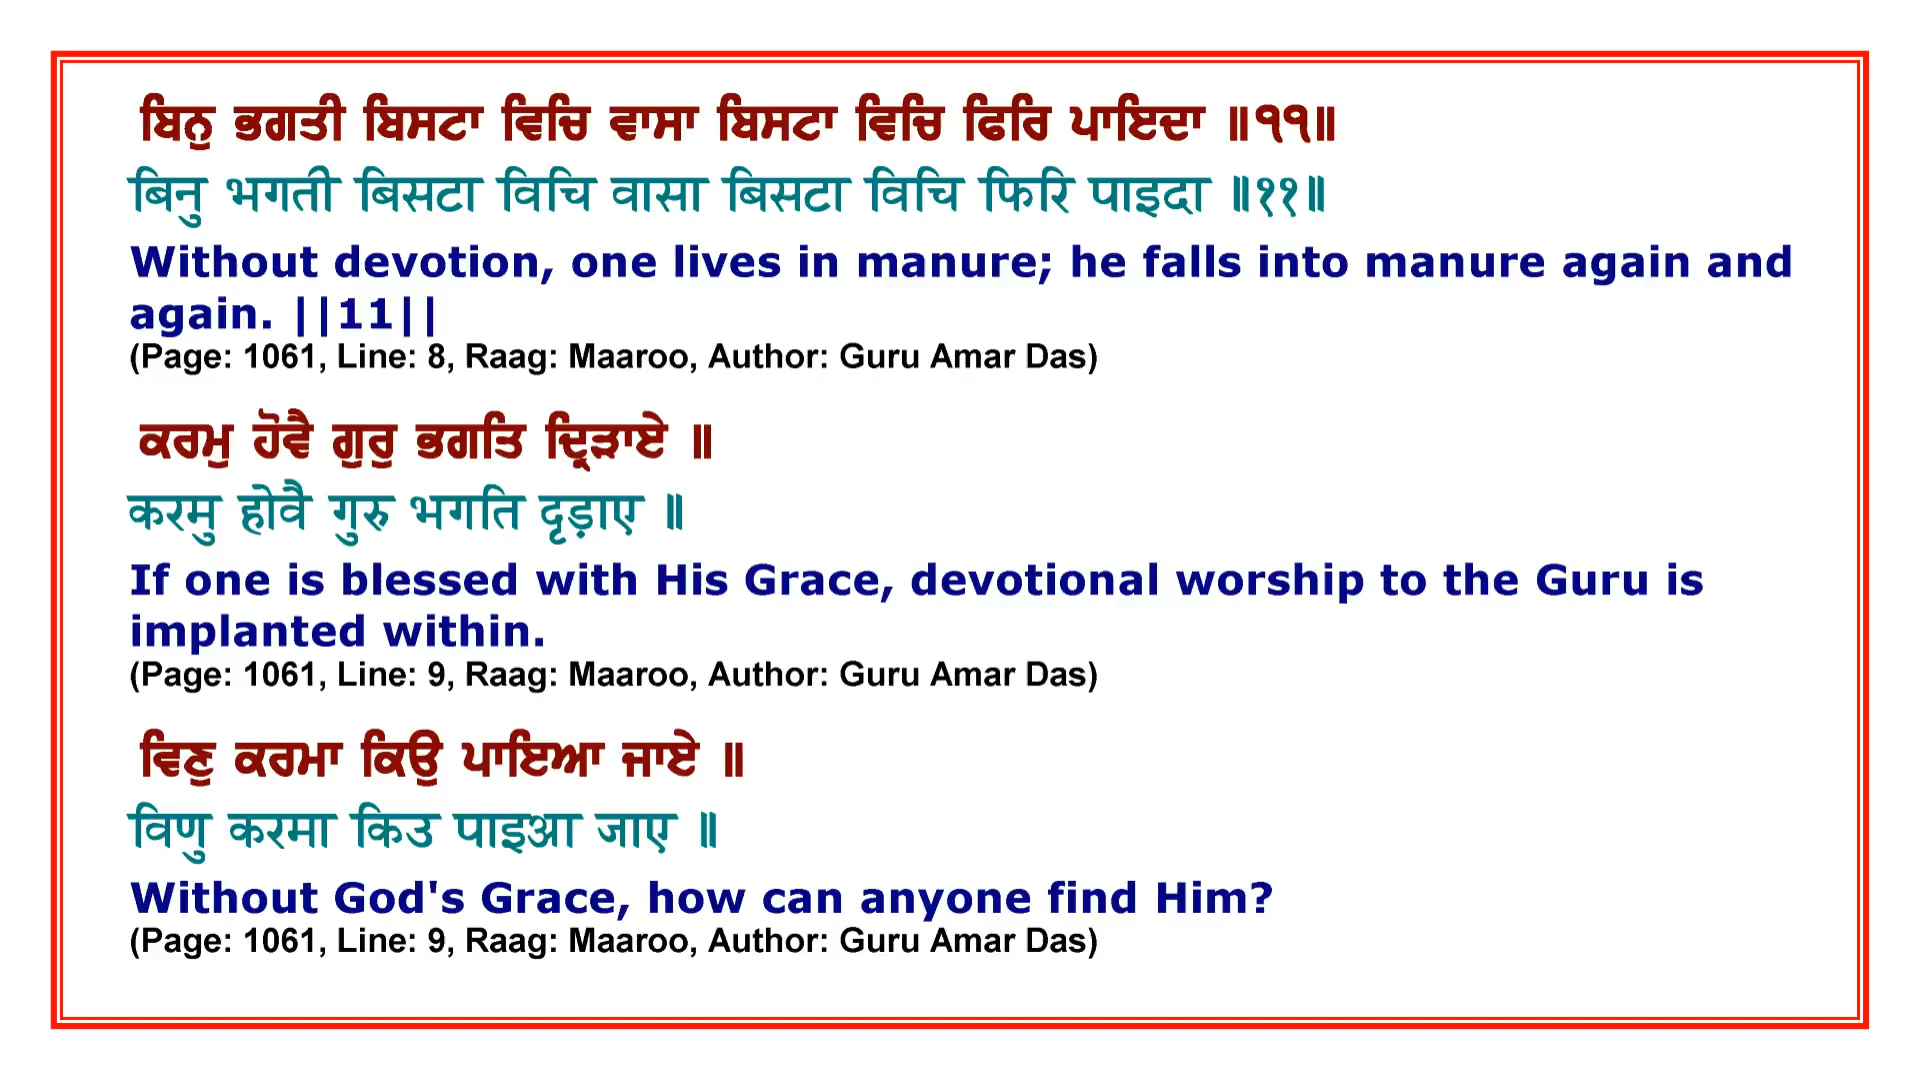 ਬਿਨੁ ਭਗਤੀ ਬਿਸਟਾ ਵਿਚਿ ਵਾਸਾ ਬਿਸਟਾ ਵਿਚਿ ਫਿਰਿ ਪਾਇਦਾ ॥੧੧॥
बिनु भगती बिसटा विचि वासा बिसटा विचि फिरि पाइदा ॥११॥
Without devotion, one lives in manure; he falls into manure again and
again. ||11||
(Page: 1061, Line: 8, Raag: Maaroo, Author: Guru Amar Das)
ਕਰਮੁ ਹੋਵੈ ਗੁਰੁ ਭਗਤਿ ਦ੍ਰਿੜਾਏ ॥
करमु होवै गुरु भगति दृड़ाए ॥
If one is blessed with His Grace, devotional worship to the Guru is
implanted within.
(Page: 1061, Line: 9, Raag: Maaroo, Author: Guru Amar Das)
ਵਿਣੁ ਕਰਮਾ ਕਿਉ ਪਾਇਆ ਜਾਏ ॥
विणु करमा किउ पाइआ जाए ॥
Without God's Grace, how can anyone find Him?
(Page: 1061, Line: 9, Raag: Maaroo, Author: Guru Amar Das)